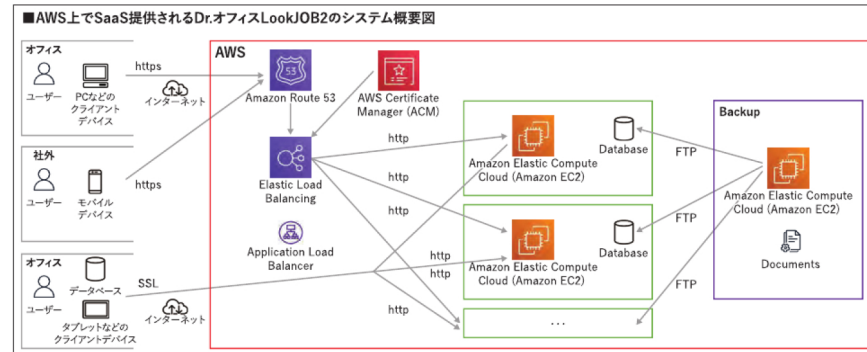 ■AWS上でSaaS提供されるDr.オフィスLookJOB2のシステム概要図
オフィス
ユーザー
PCなどの
クライアント
デバイス
https
インターネット
社外
ユーザー
モバイル
デバイス
https
オフィス
データベース
ユーザー
タブレットなどの
クライアントデバイス
SSL
インターネット
AWS
53
Amazon Route 53
AWS Certificate
Manager (ACM)
Elastic Load
Balancing
Application Load
Balancer
http
http
http
http
http
http
Amazon Elastic Compute
Cloud (Amazon EC2)
Database
Amazon Elastic Compute
Cloud (Amazon EC2)
Database
...
FTP
FTP
FTP
Backup
Amazon Elastic Compute
Cloud (Amazon EC2)
Documents